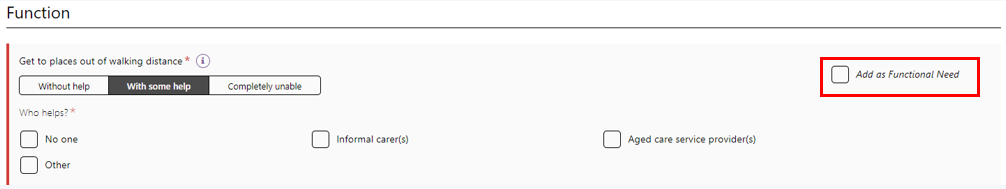 Function
Get to places out of walking distance * i
Add as Functional Need
Without help With some help Completely unable
Who helps? *
No one Informal carer(s) Aged care service provider(s)
Other